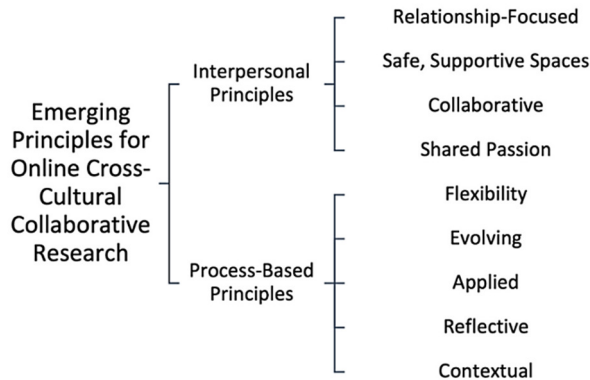 Emerging
Principles for
Online Cross-
Cultural
Collaborative
Research
Interpersonal
Principles
Relationship-Focused
Safe, Supportive Spaces
Collaborative
Shared Passion
Process-Based
Principles
Flexibility
Evolving
Applied
Reflective
Contextual